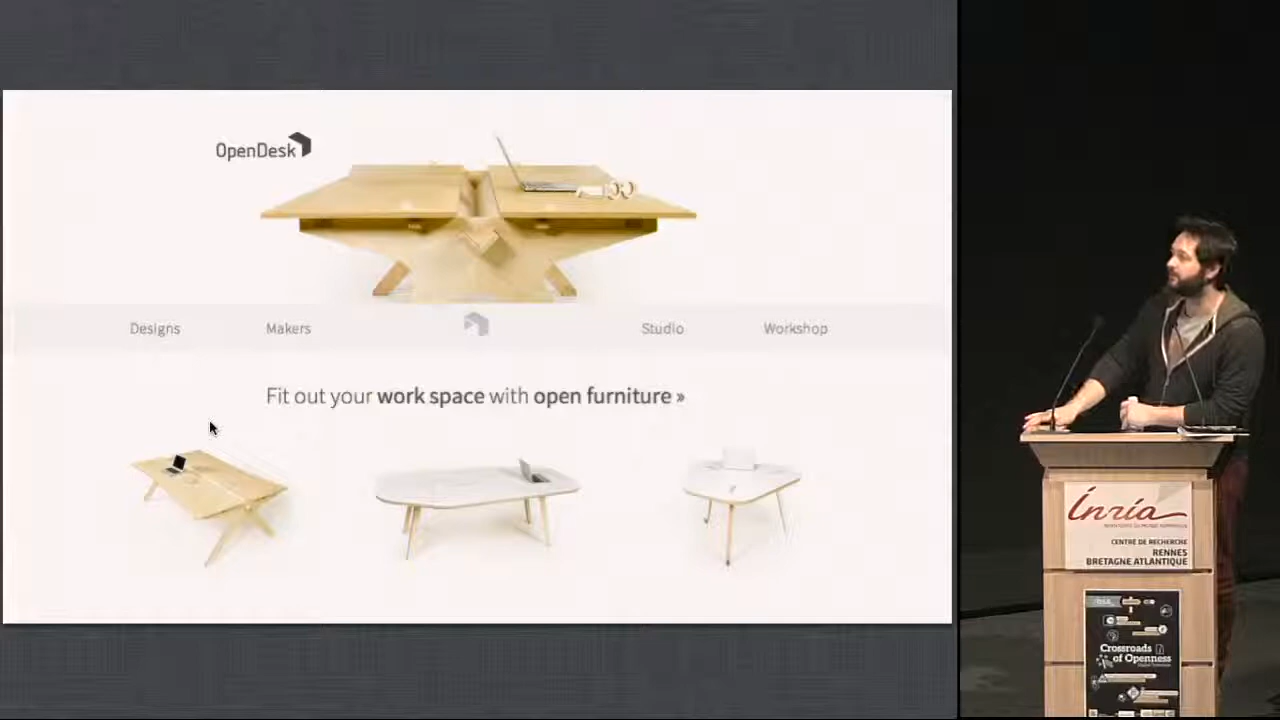 OpenDesk
Designs
Makers
Studio
Workshop
Fit out your work space with open furniture »
Inria
CENTRE DE RECHERCHE
RENNES
BRETAGNE ATLANTIQUE
Crossroads
of Openness